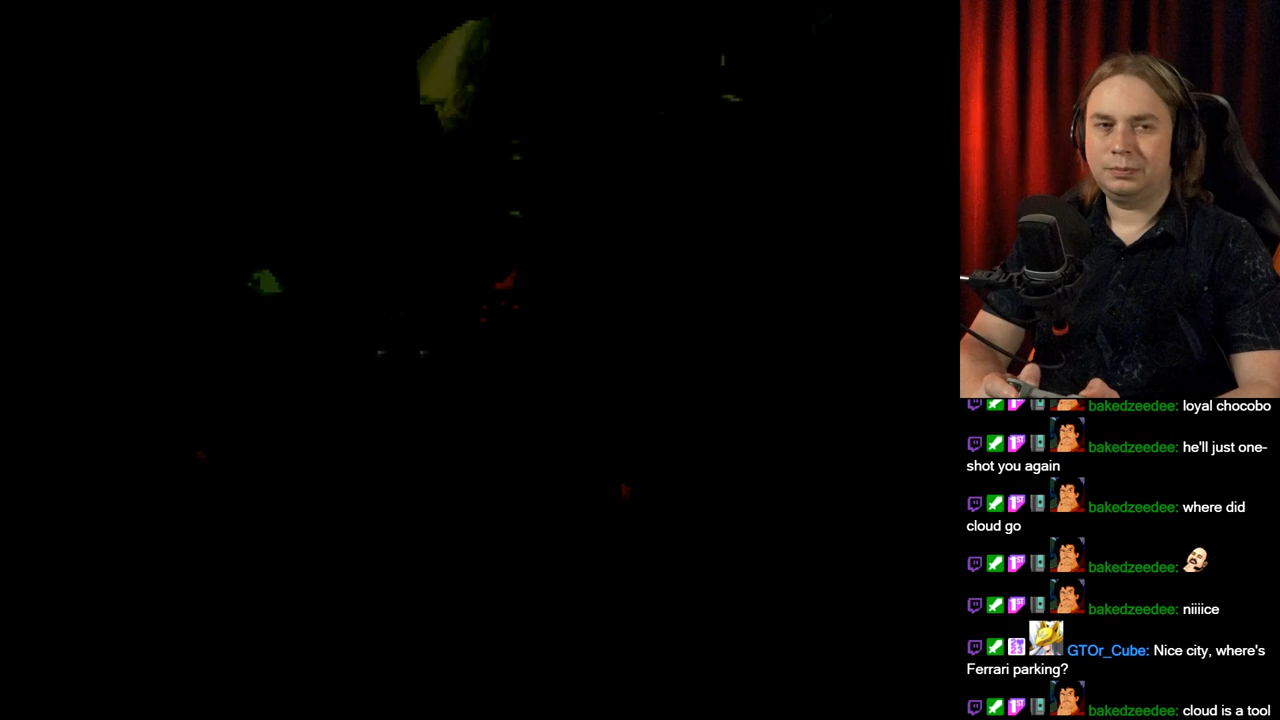 bakedzeedee: loyal chocobo
bakedzeedee: he'll just one-
shot you again
bakedzeedee: where did
cloud go
bakedzeedee:
bakedzeedee: niiiice
GTOr_Cube: Nice city, where's
Ferrari parking?
bakedzeedee: cloud is a tool